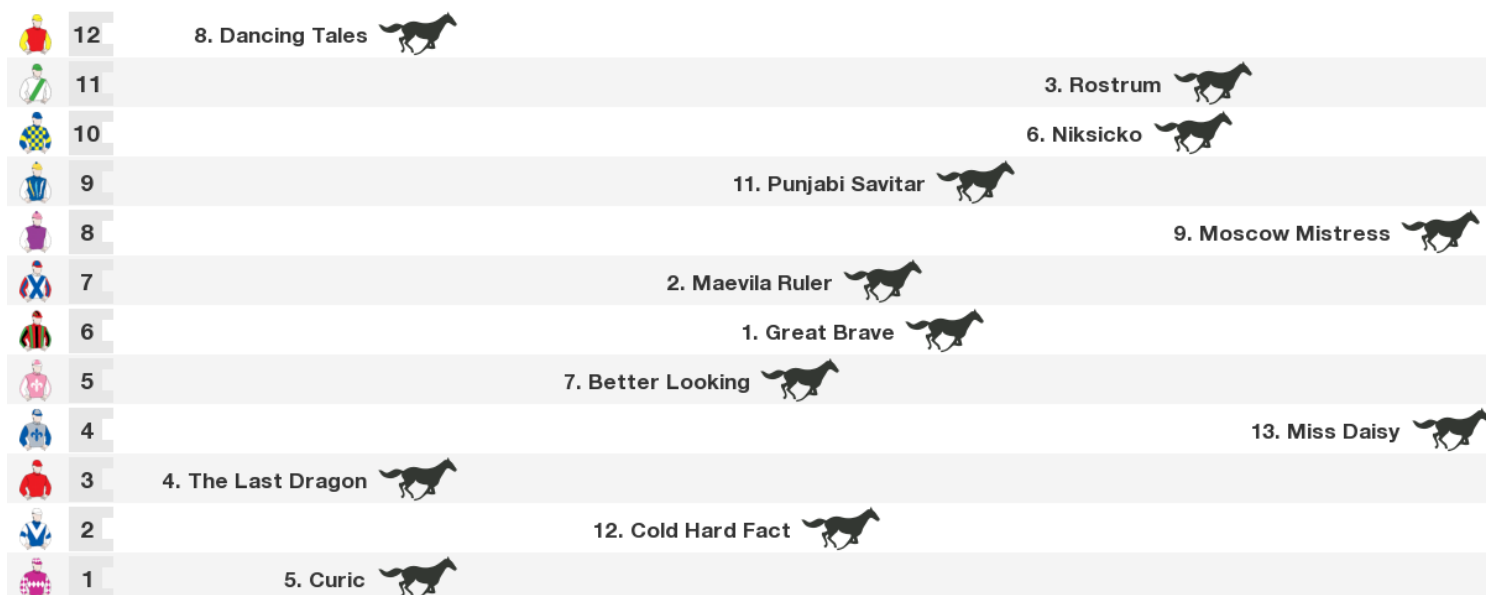 12 8. Dancing Tales
11 3. Rostrum
10 6. Niksicko
9 11. Punjabi Savitar
8 9. Moscow Mistress
7 2. Maevila Ruler
6 1. Great Brave
5 7. Better Looking
4 13. Miss Daisy
3 4. The Last Dragon
2 12. Cold Hard Fact
1 5. Curic